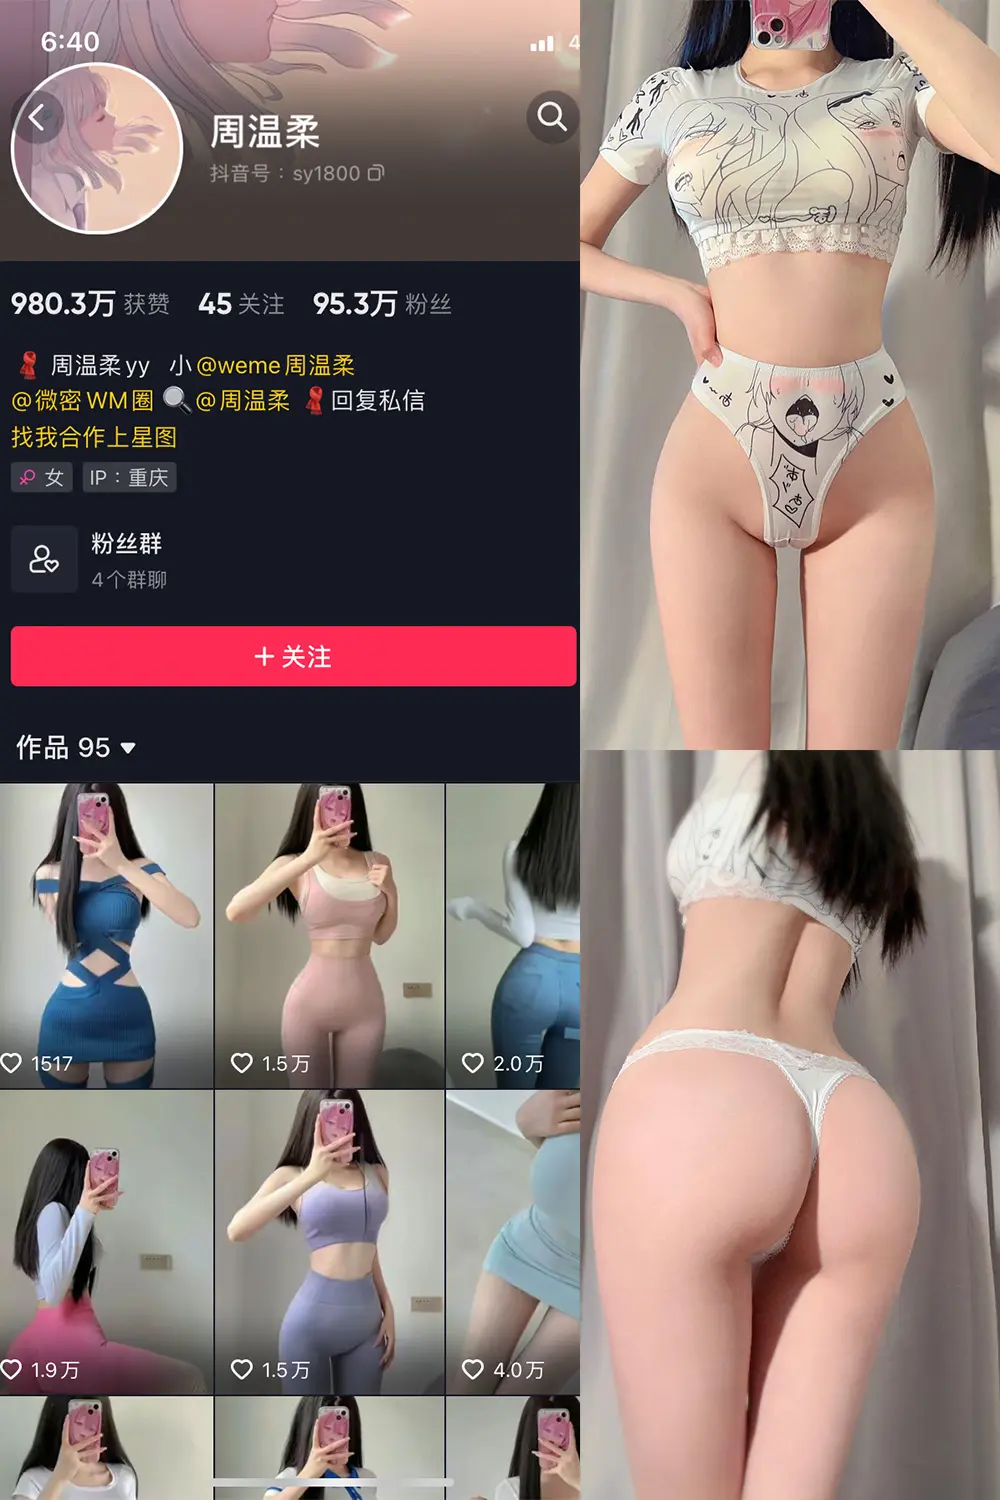 6:40
4
周温柔
抖音号：sy1800
980.3万 获赞 45 关注 95.3万 粉丝
周温柔yy 小@weme周温柔
@微密WM圈 @周温柔 回复私信
找我合作上星图
女 IP：重庆
粉丝群
4个群聊
+ 关注
作品 95
1517 1.5万 2.0万
1.9万 1.5万 4.0万